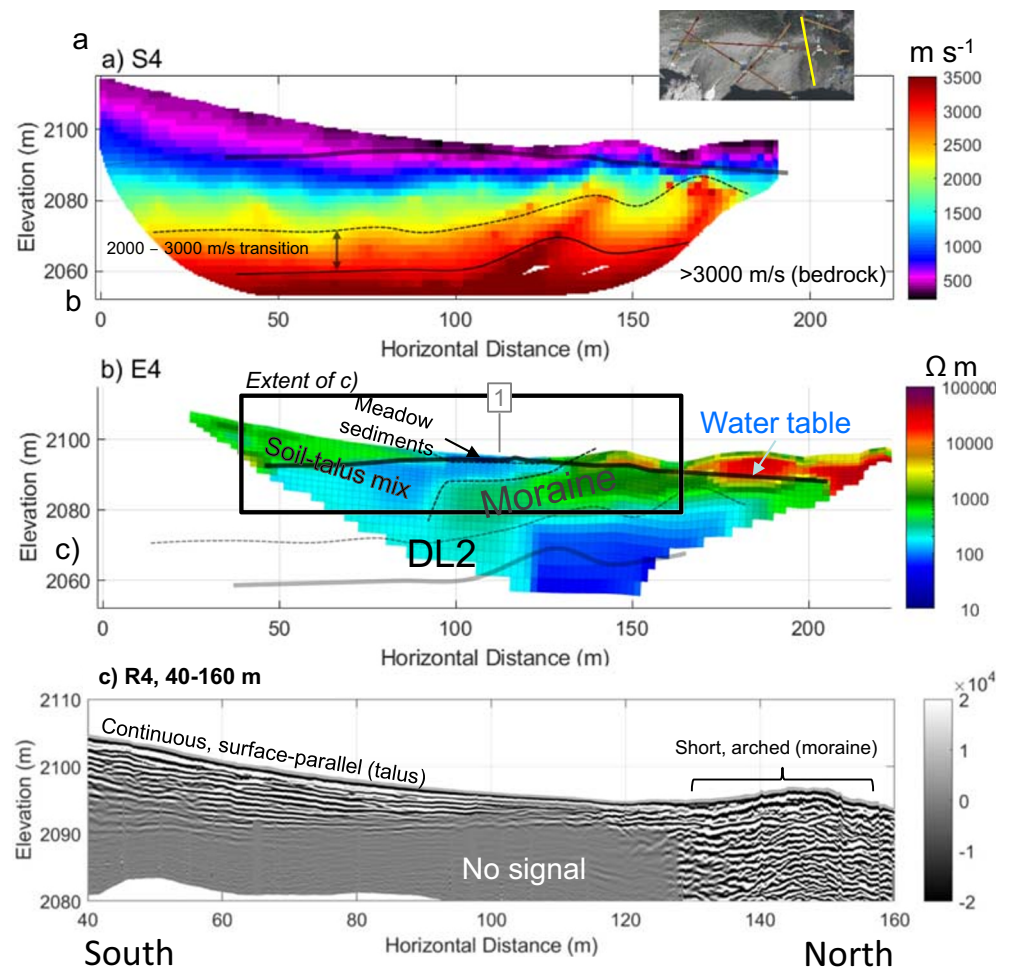 a
a) S4
m s⁻¹
Elevation (m)
2100
2080
2060
2000 – 3000 m/s transition
>3000 m/s (bedrock)
3500
3000
2500
2000
1500
1000
500
b
0
50
100
150
200
Horizontal Distance (m)
b) E4
Ω m
Extent of c)
1
Meadow
sediments
Water table
Soil-talus mix
Moraine
DL2
Elevation (m)
2100
2080
2060
100000
10000
1000
100
10
c)
0
50
100
150
200
Horizontal Distance (m)
c) R4, 40-160 m
×10⁴
Elevation (m)
2110
2100
2090
2080
Continuous, surface-parallel (talus)
Short, arched (moraine)
No signal
2
1
0
-1
-2
40
60
80
100
120
140
160
South
Horizontal Distance (m)
North